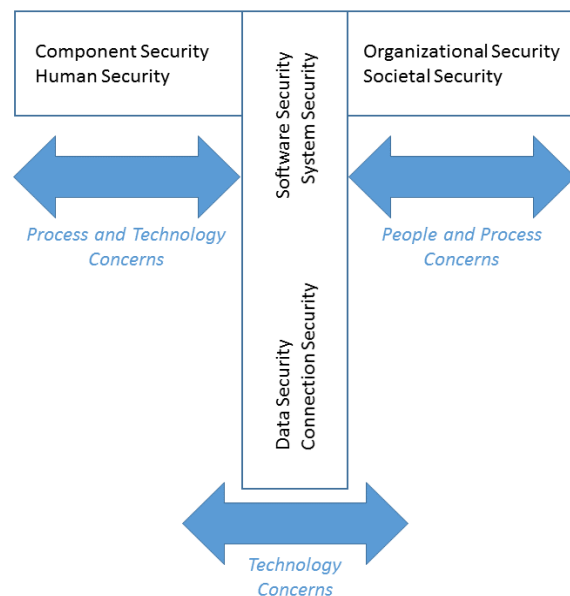 Component Security
Human Security
Software Security
System Security
Organizational Security
Societal Security
Process and Technology
Concerns
People and Process
Concerns
Data Security
Connection Security
Technology
Concerns